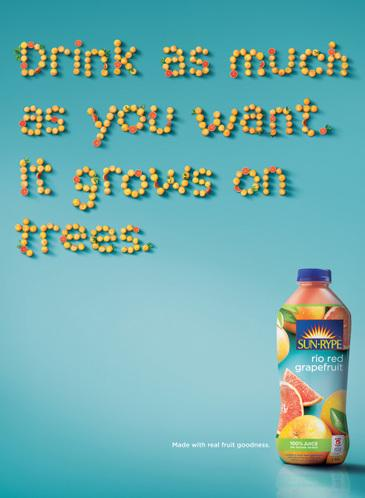 Drink as much
as you want.
It grows on
trees.
SUN-RYPE
rio red
grapefruit
Made with real fruit goodness.
100% JUICE